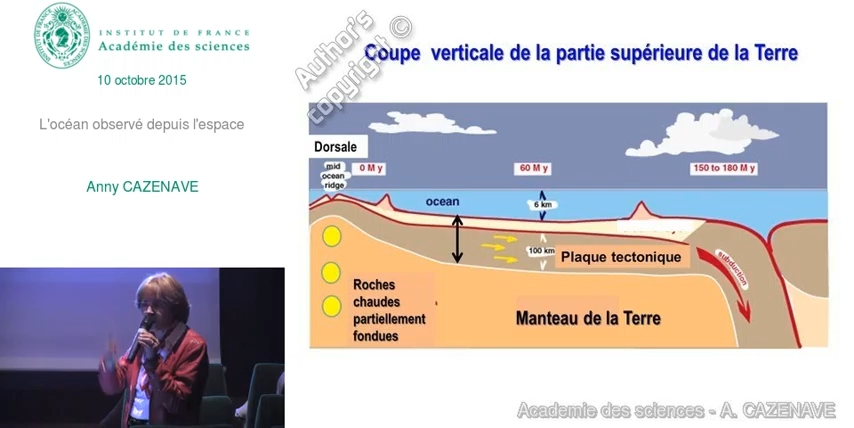 INSTITUT DE FRANCE
Académie des sciences
10 octobre 2015
L'océan observé depuis l'espace
Anny CAZENAVE
Author's
copyright ©
Coupe verticale de la partie supérieure de la Terre
Dorsale
mid
ocean
ridge
0 M y
60 M y
150 to 180 M y
ocean
6 km
100 km
Plaque tectonique
subduction
Roches
chaudes
partiellement
fondues
Manteau de la Terre
Academie des sciences - A. CAZENAVE